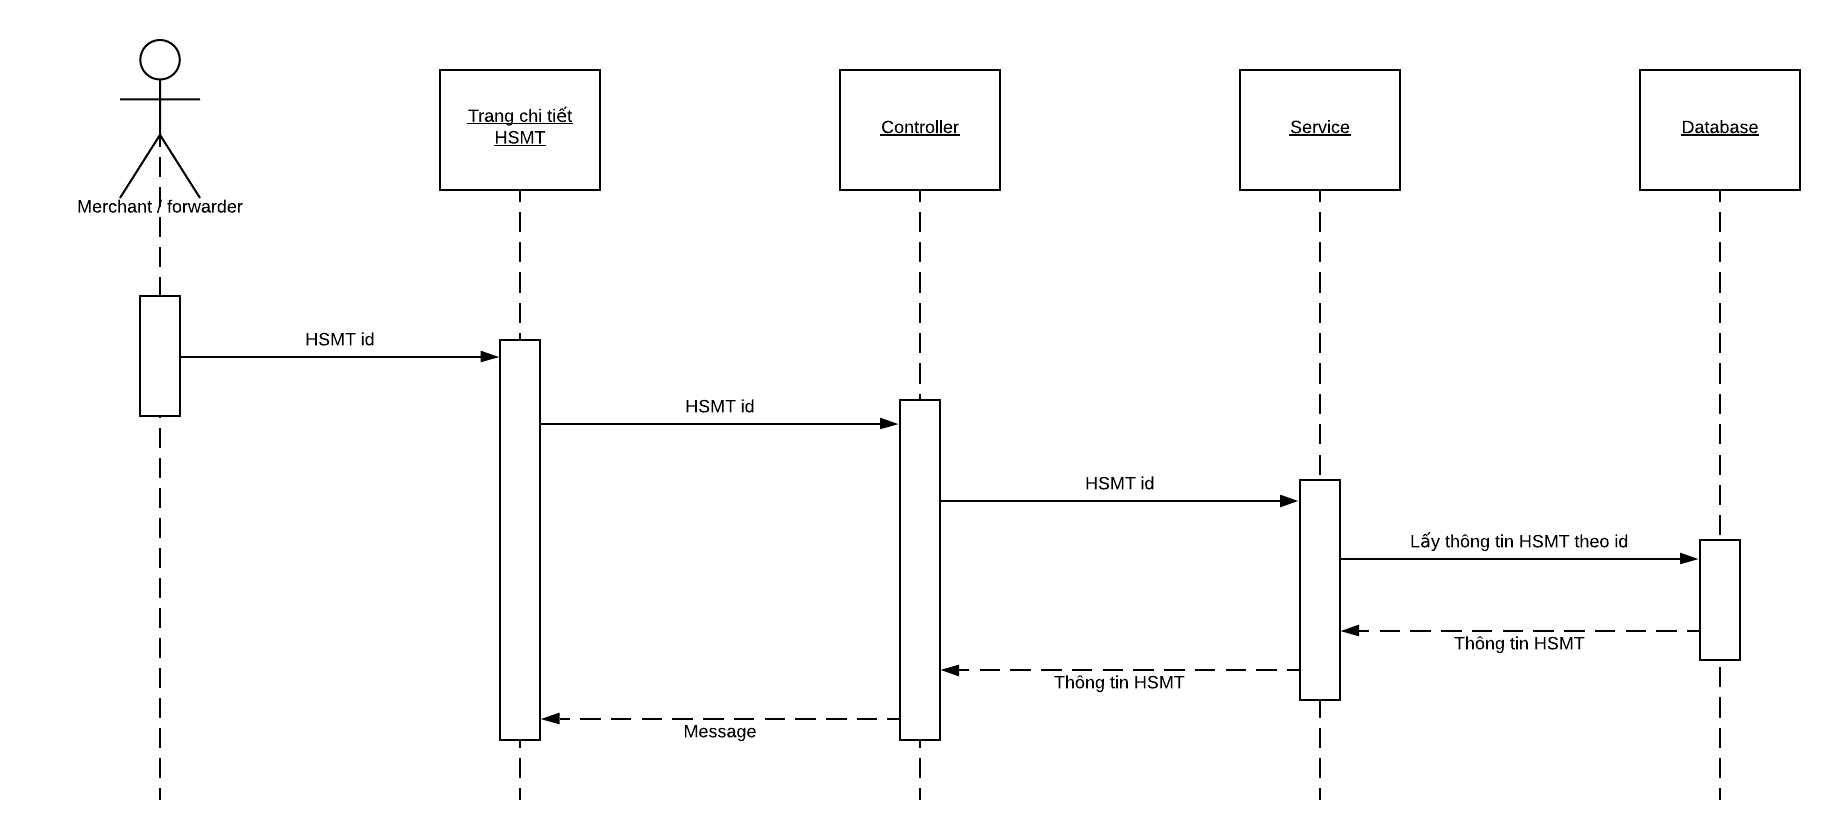 Trang chi tiết
HSMT
Controller
Service
Database
Merchant / forwarder
HSMT id
HSMT id
HSMT id
Lấy thông tin HSMT theo id
Thông tin HSMT
Thông tin HSMT
Message